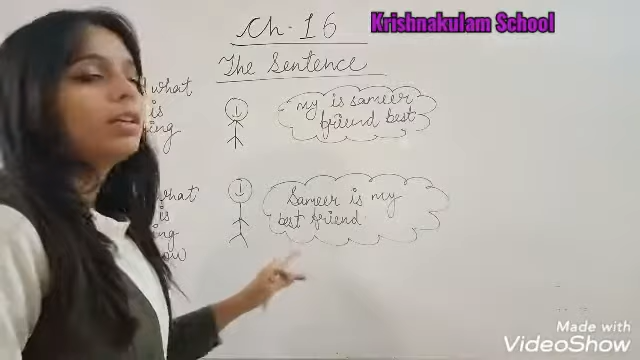 Ch-16
Krishnakulam School
The Sentence
what
is
my is sameer
friend best
what
is
Sameer is my
best friend
Made with
VideoShow